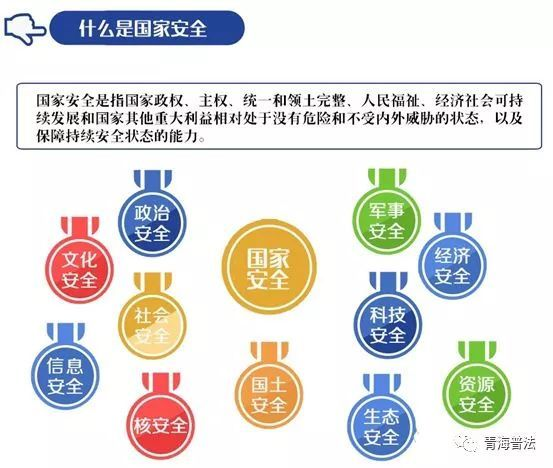 什么是国家安全
国家安全是指国家政权、主权、统一和领土完整、人民福祉、经济社会可持
续发展和国家其他重大利益相对处于没有危险和不受内外威胁的状态，以及
保障持续安全状态的能力。
政治
安全
军事
安全
文化
安全
国家
安全
经济
安全
社会
安全
科技
安全
信息
安全
核安全
国土
安全
生态
安全
资源
安全
青海普法